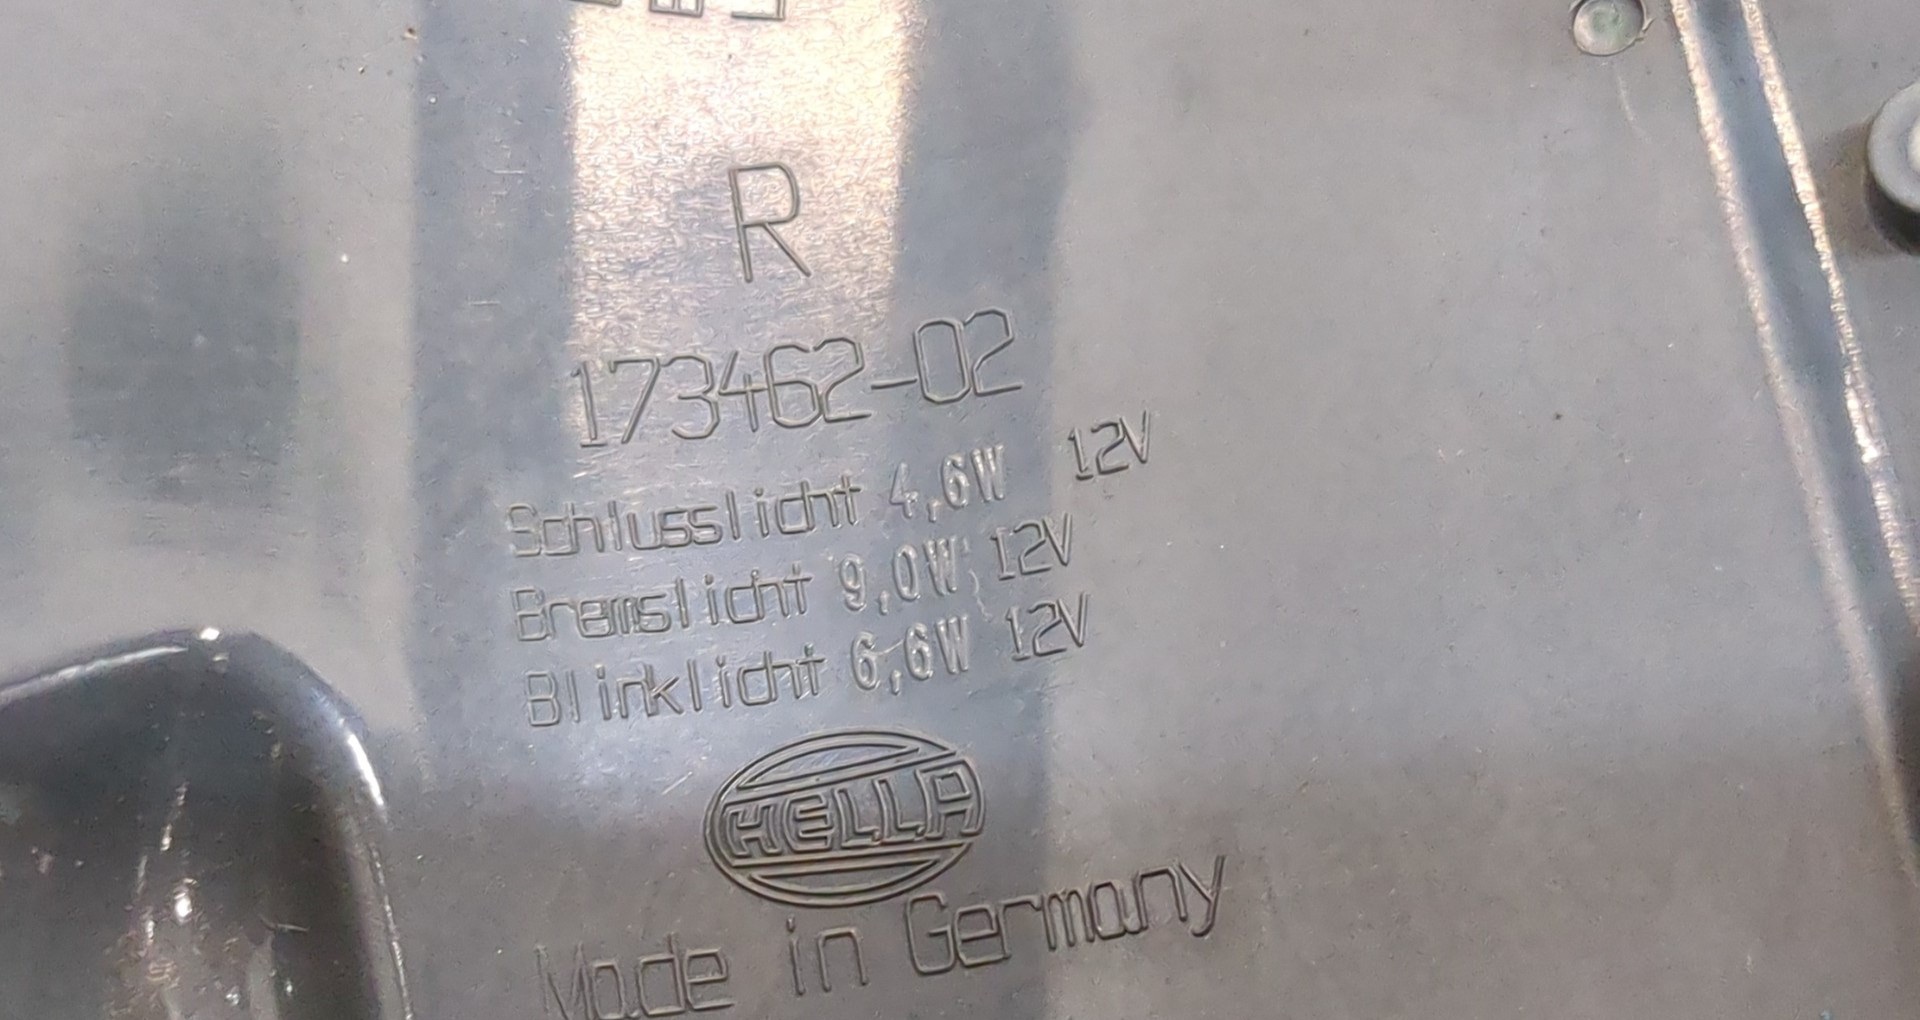 R
173462-02
Schlusslicht 4,6W 12V
Bremslicht 9,0W 12V
Blinklicht 6,6W 12V
HELLA
Made in Germany